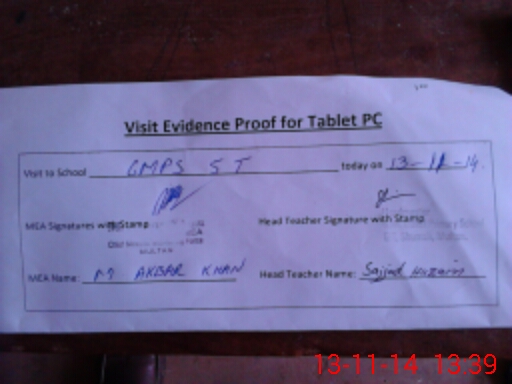 Visit Evidence Proof for Tablet PC
Visit to School GMPS 5 T today on 13-11-14.
MEA Signatures with Stamp Head Teacher Signature with Stamp
MULTAN
MEA Name: M AKBAR KHAN Head Teacher Name: Sajjad Hussain
13-11-14 13.39